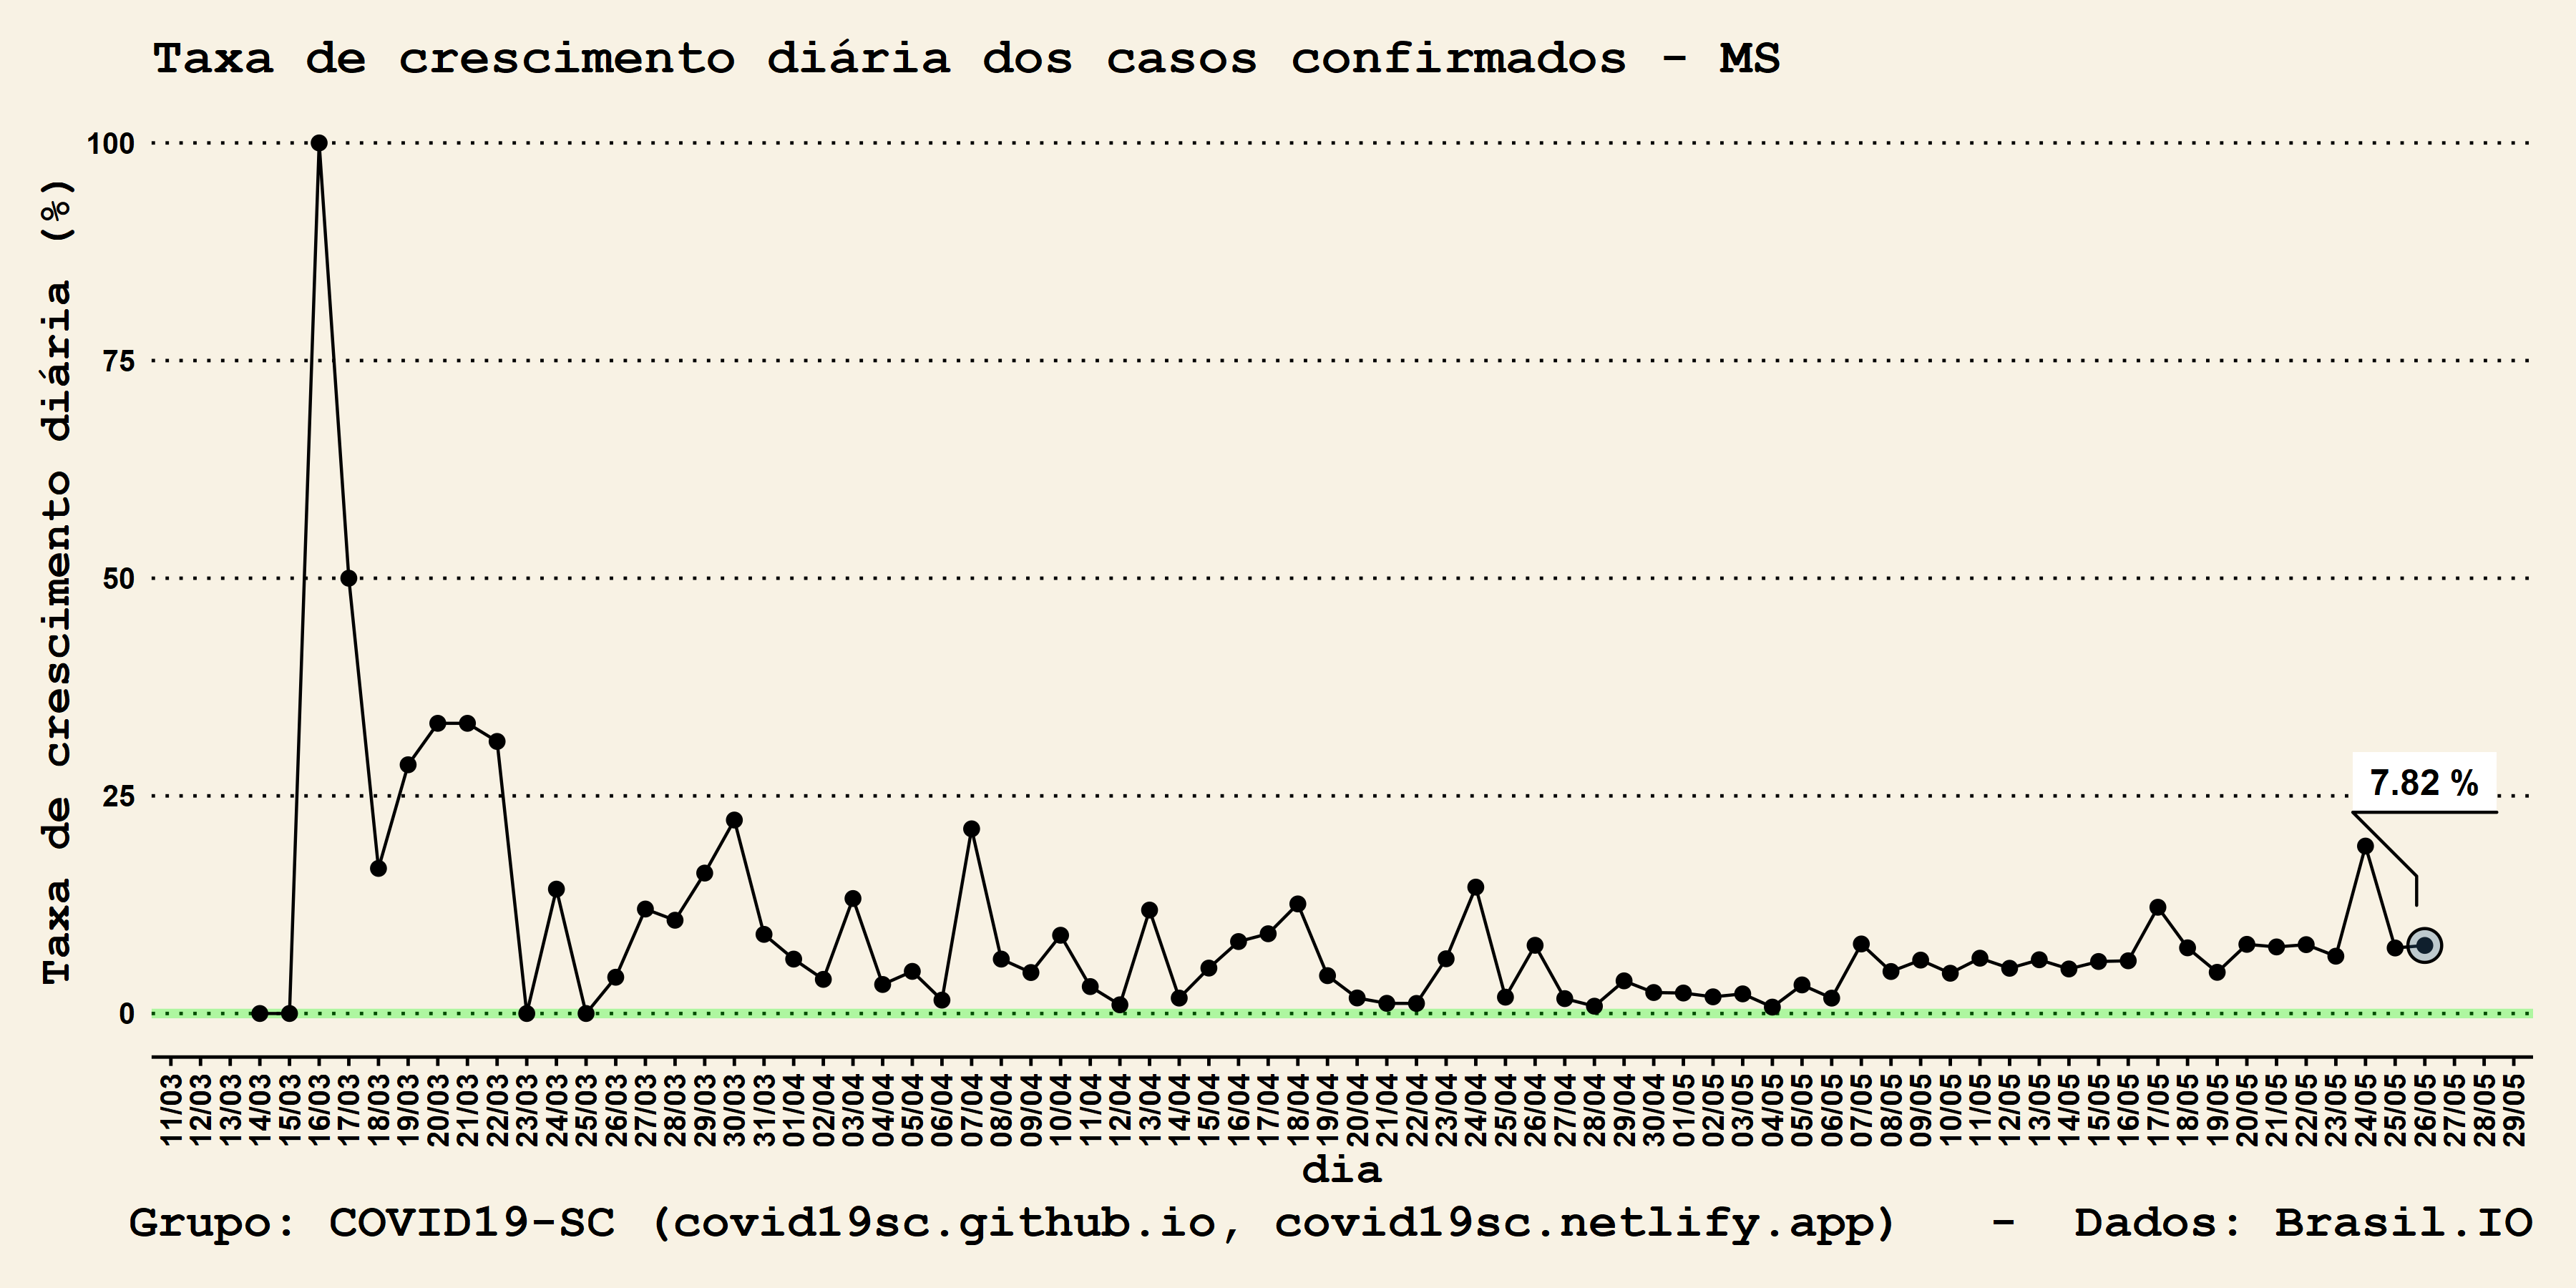 Taxa de crescimento diária dos casos confirmados - MS
Taxa de crescimento diária (%)
100
75
50
25
0
7.82 %
11/03 12/03 13/03 14/03 15/03 16/03 17/03 18/03 19/03 20/03 21/03 22/03 23/03 24/03 25/03 26/03 27/03 28/03 29/03 30/03 31/03 01/04 02/04 03/04 04/04 05/04 06/04 07/04 08/04 09/04 10/04 11/04 12/04 13/04 14/04 15/04 16/04 17/04 18/04 19/04 20/04 21/04 22/04 23/04 24/04 25/04 26/04 27/04 28/04 29/04 30/04 01/05 02/05 03/05 04/05 05/05 06/05 07/05 08/05 09/05 10/05 11/05 12/05 13/05 14/05 15/05 16/05 17/05 18/05 19/05 20/05 21/05 22/05 23/05 24/05 25/05 26/05 27/05 28/05 29/05
dia
Grupo: COVID19-SC (covid19sc.github.io, covid19sc.netlify.app) - Dados: Brasil.IO